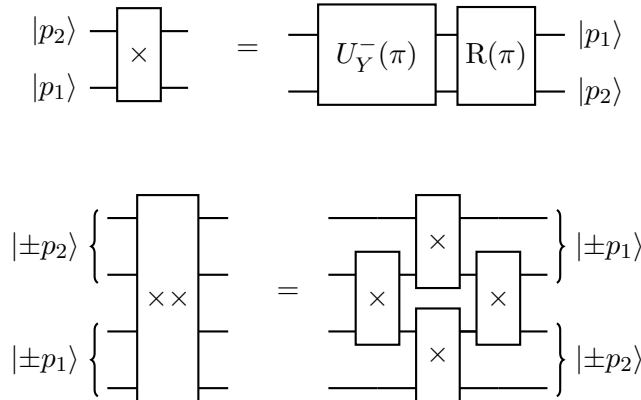 |p₂⟩ × = U_Y^−(π) R(π) |p₁⟩
|p₁⟩ |p₂⟩
|±p₂⟩ × |±p₁⟩
×× = × ×
|±p₁⟩ × |±p₂⟩